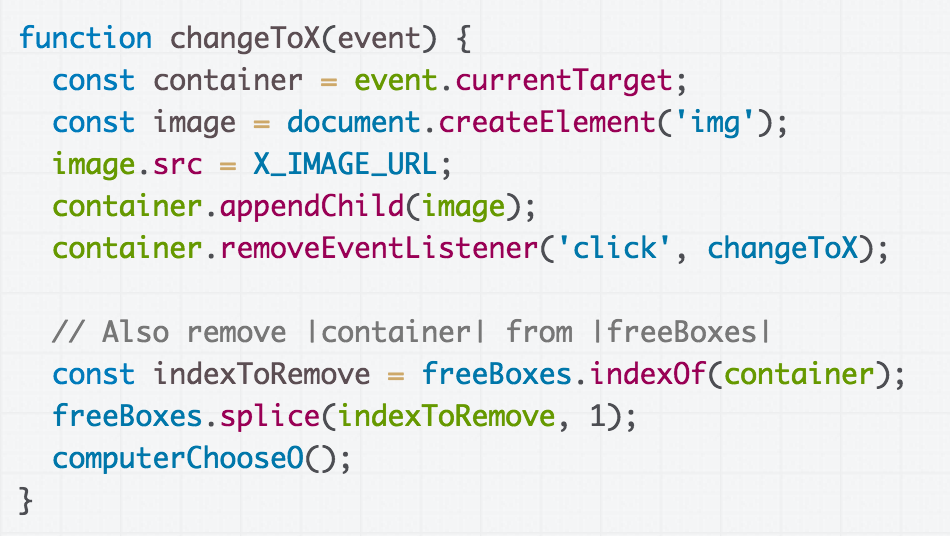 function changeToX(event) {
  const container = event.currentTarget;
  const image = document.createElement('img');
  image.src = X_IMAGE_URL;
  container.appendChild(image);
  container.removeEventListener('click', changeToX);

  // Also remove |container| from |freeBoxes|
  const indexToRemove = freeBoxes.indexOf(container);
  freeBoxes.splice(indexToRemove, 1);
  computerChooseO();
}